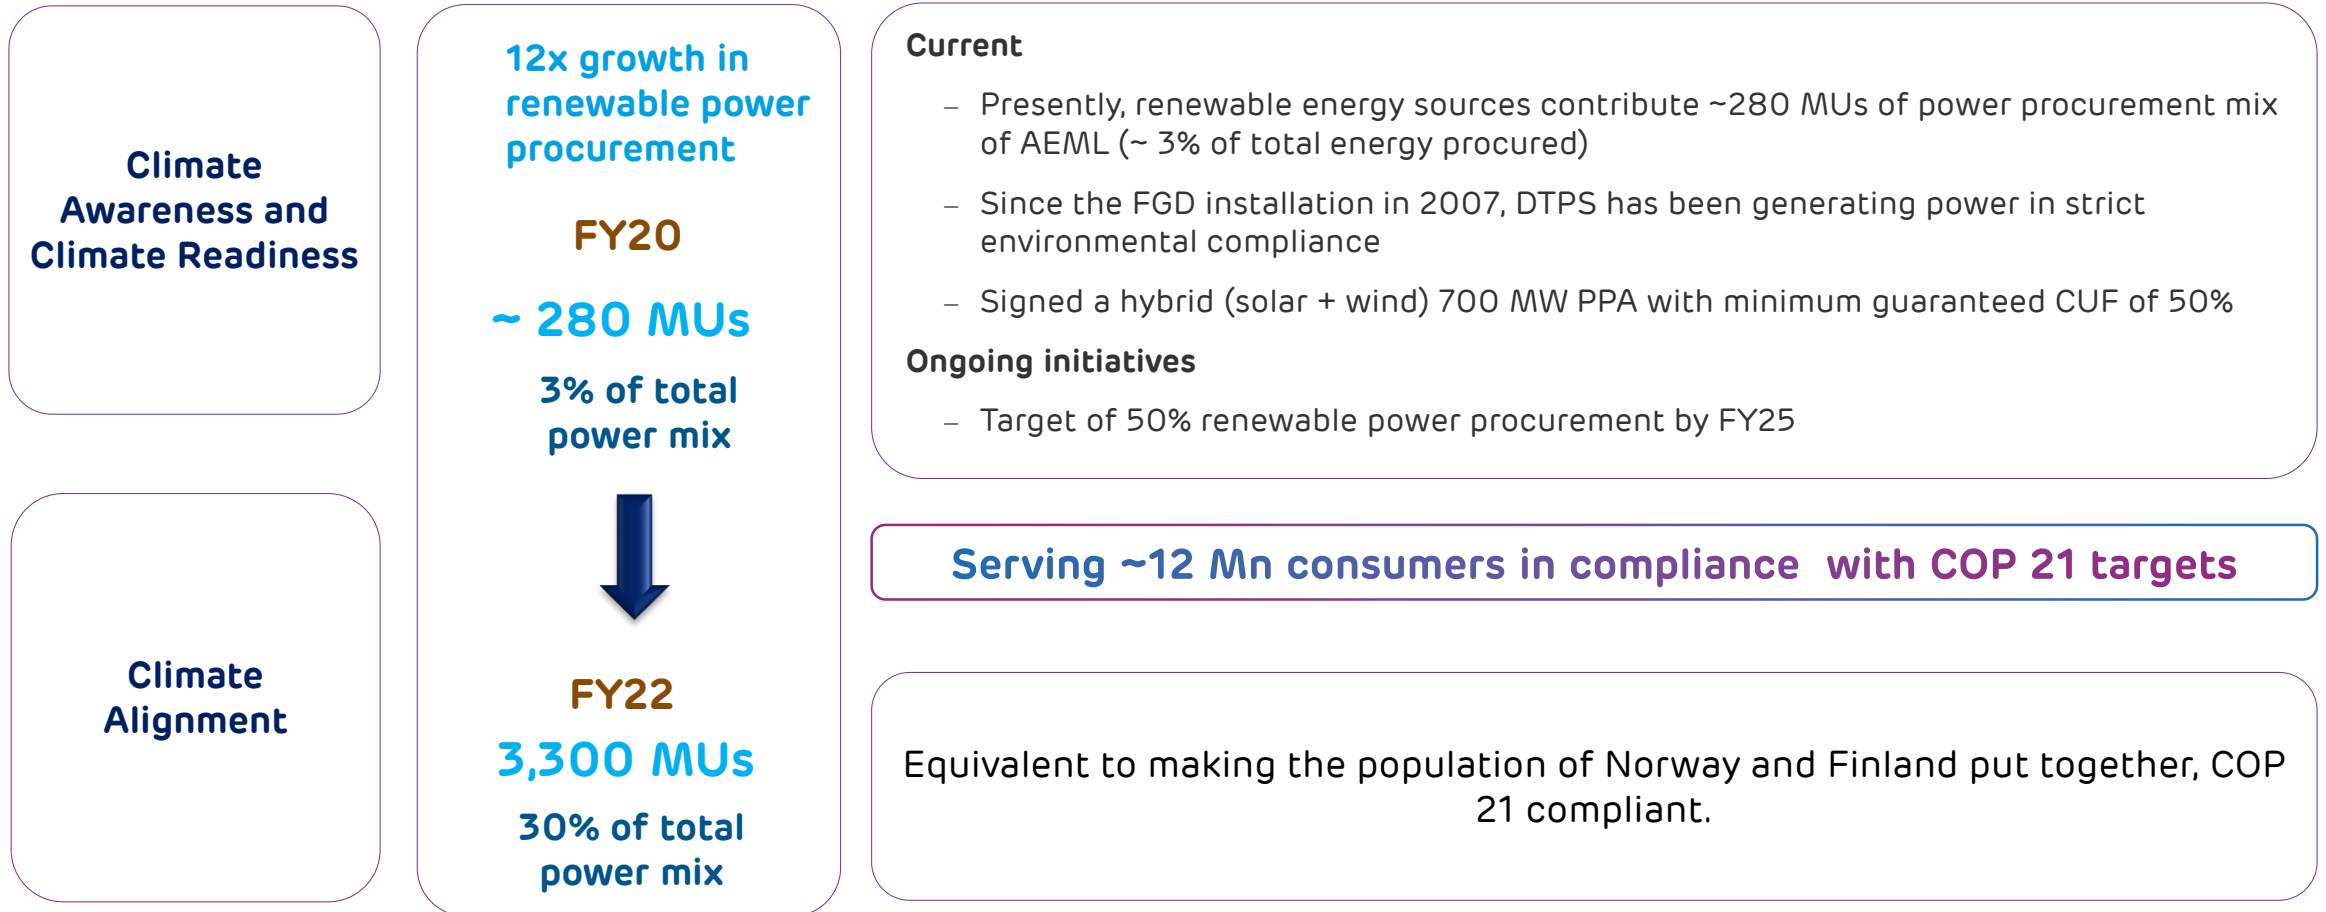 Climate
Awareness and
Climate Readiness
Climate
Alignment
12x growth in
renewable power
procurement
FY20
~ 280 MUs
3% of total
power mix
FY22
3,300 MUs
30% of total
power mix
Current
– Presently, renewable energy sources contribute ~280 MUs of power procurement mix
of AEML (~ 3% of total energy procured)
– Since the FGD installation in 2007, DTPS has been generating power in strict
environmental compliance
– Signed a hybrid (solar + wind) 700 MW PPA with minimum guaranteed CUF of 50%
Ongoing initiatives
– Target of 50% renewable power procurement by FY25
Serving ~12 Mn consumers in compliance with COP 21 targets
Equivalent to making the population of Norway and Finland put together, COP
21 compliant.